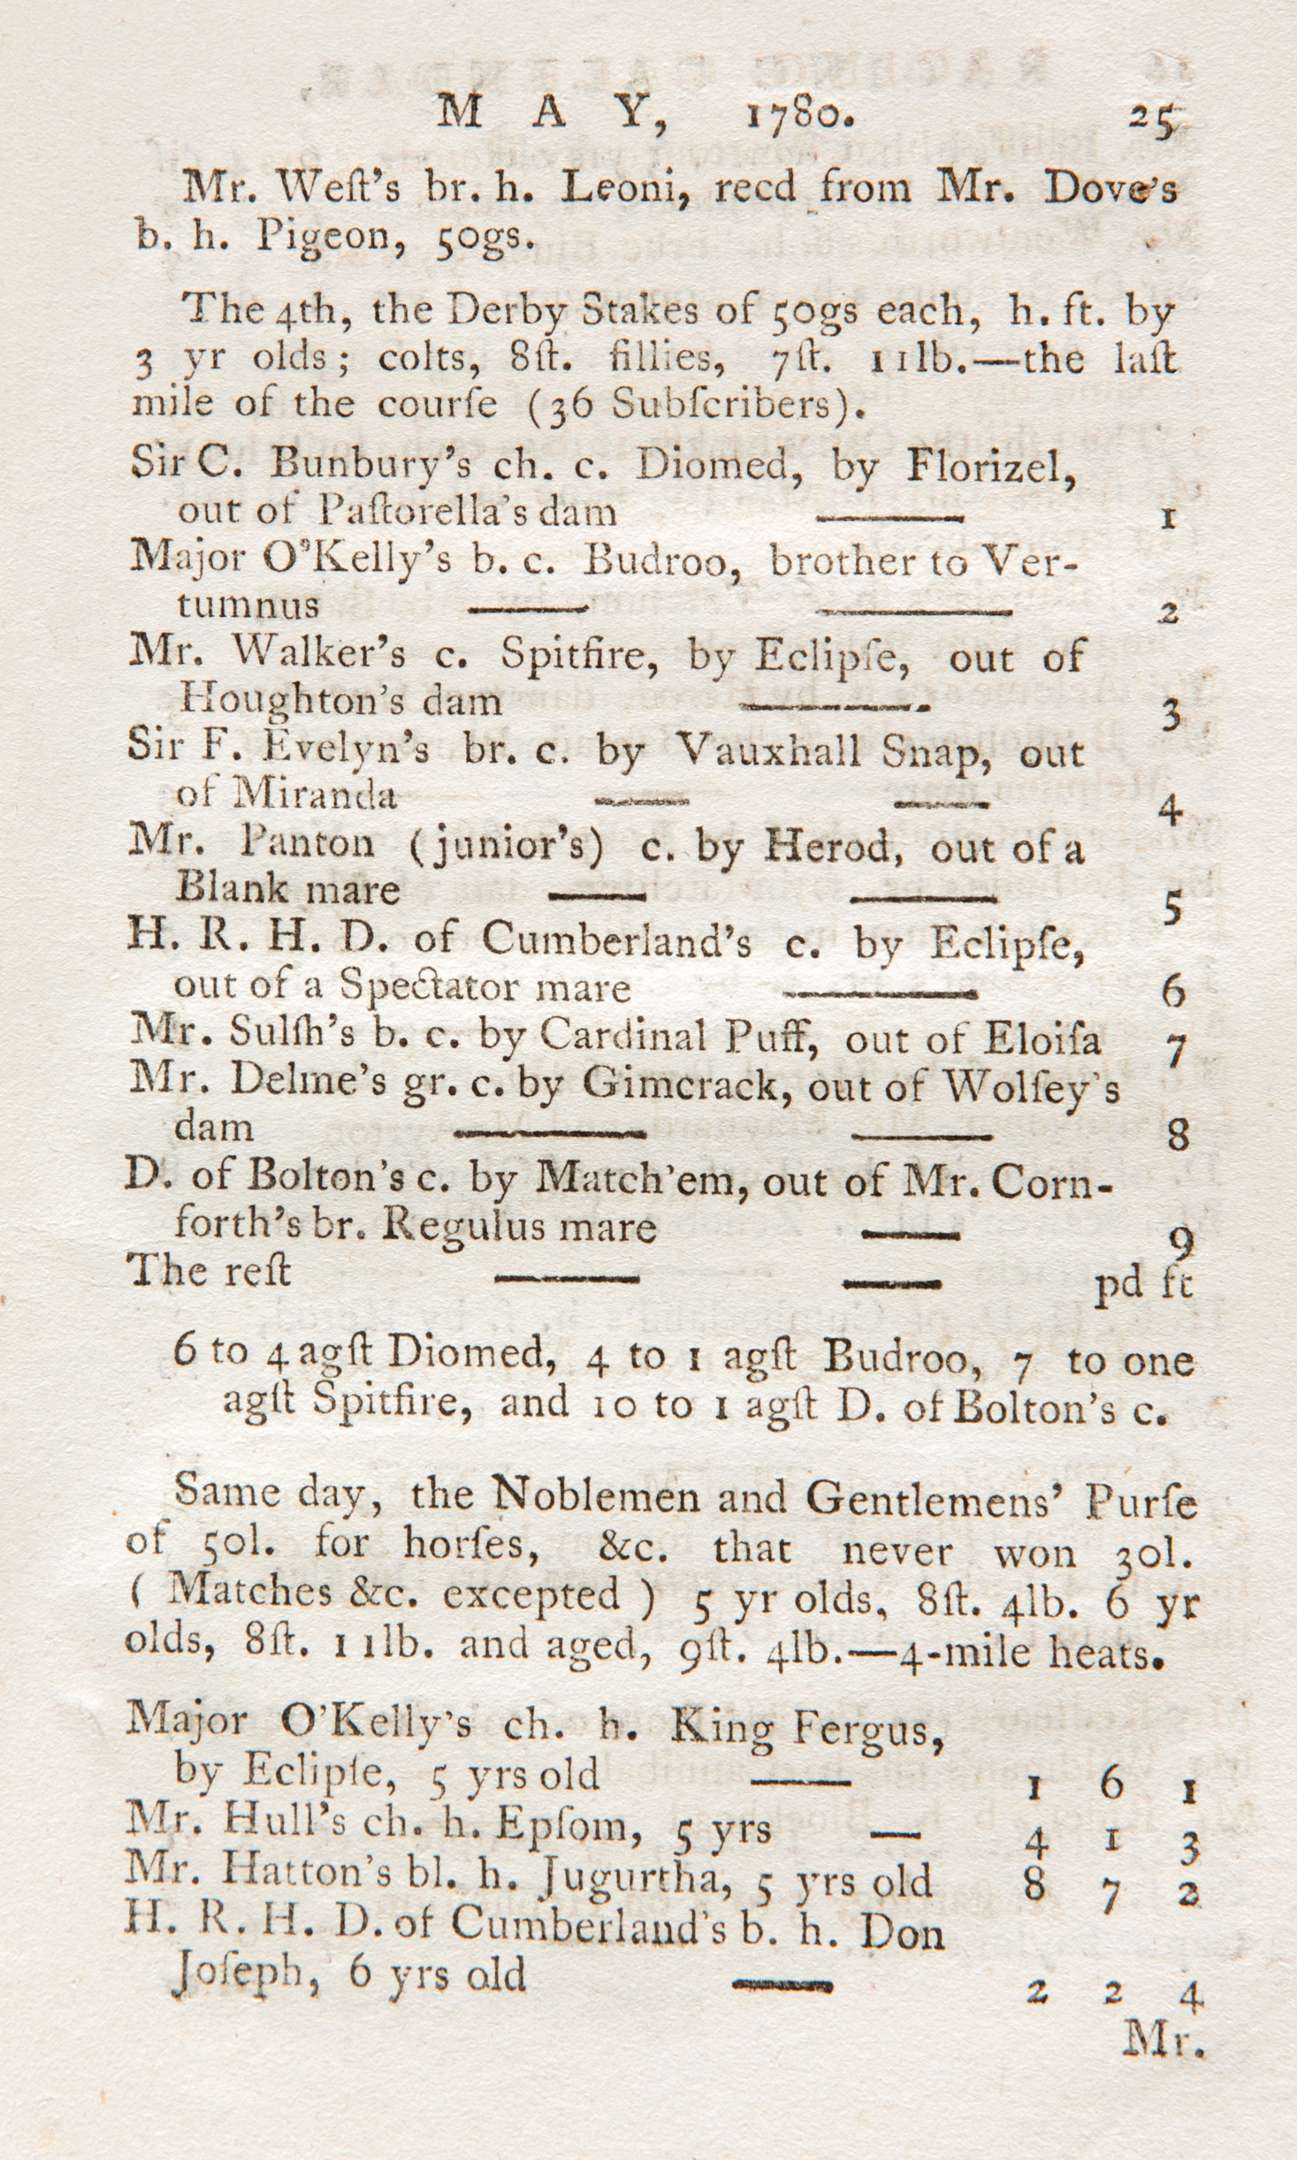 M A Y, 1780. 25
Mr. Weſt's br. h. Leoni, recd from Mr. Dove's
b. h. Pigeon, 50gs.
The 4th, the Derby Stakes of 50gs each, h. ft. by
3 yr olds; colts, 8ſt. fillies, 7ſt. 11lb.—the laſt
mile of the courſe (36 Subſcribers).
Sir C. Bunbury's ch. c. Diomed, by Florizel,
out of Paſtorella's dam —— 1
Major O'Kelly's b. c. Budroo, brother to Ver-
tumnus —— —— 2
Mr. Walker's c. Spitfire, by Eclipſe, out of
Houghton's dam —— 3
Sir F. Evelyn's br. c. by Vauxhall Snap, out
of Miranda —— —— 4
Mr. Panton (junior's) c. by Herod, out of a
Blank mare —— —— 5
H. R. H. D. of Cumberland's c. by Eclipſe,
out of a Spectator mare —— 6
Mr. Sulſh's b. c. by Cardinal Puff, out of Eloiſa 7
Mr. Delme's gr. c. by Gimcrack, out of Wolſey's
dam —— —— 8
D. of Bolton's c. by Match'em, out of Mr. Corn-
forth's br. Regulus mare —— 9
The reſt —— —— pd ft
6 to 4 agſt Diomed, 4 to 1 agſt Budroo, 7 to one
agſt Spitfire, and 10 to 1 agſt D. of Bolton's c.
Same day, the Noblemen and Gentlemens' Purſe
of 50l. for horſes, &c. that never won 30l.
( Matches &c. excepted ) 5 yr olds, 8ſt. 4lb. 6 yr
olds, 8ſt. 11lb. and aged, 9ſt. 4lb.—4-mile heats.
Major O'Kelly's ch. h. King Fergus,
by Eclipſe, 5 yrs old —— 1 6 1
Mr. Hull's ch. h. Epſom, 5 yrs — 4 1 3
Mr. Hatton's bl. h. Jugurtha, 5 yrs old 8 7 2
H. R. H. D. of Cumberland's b. h. Don
Joſeph, 6 yrs old —— 2 2 4
Mr.